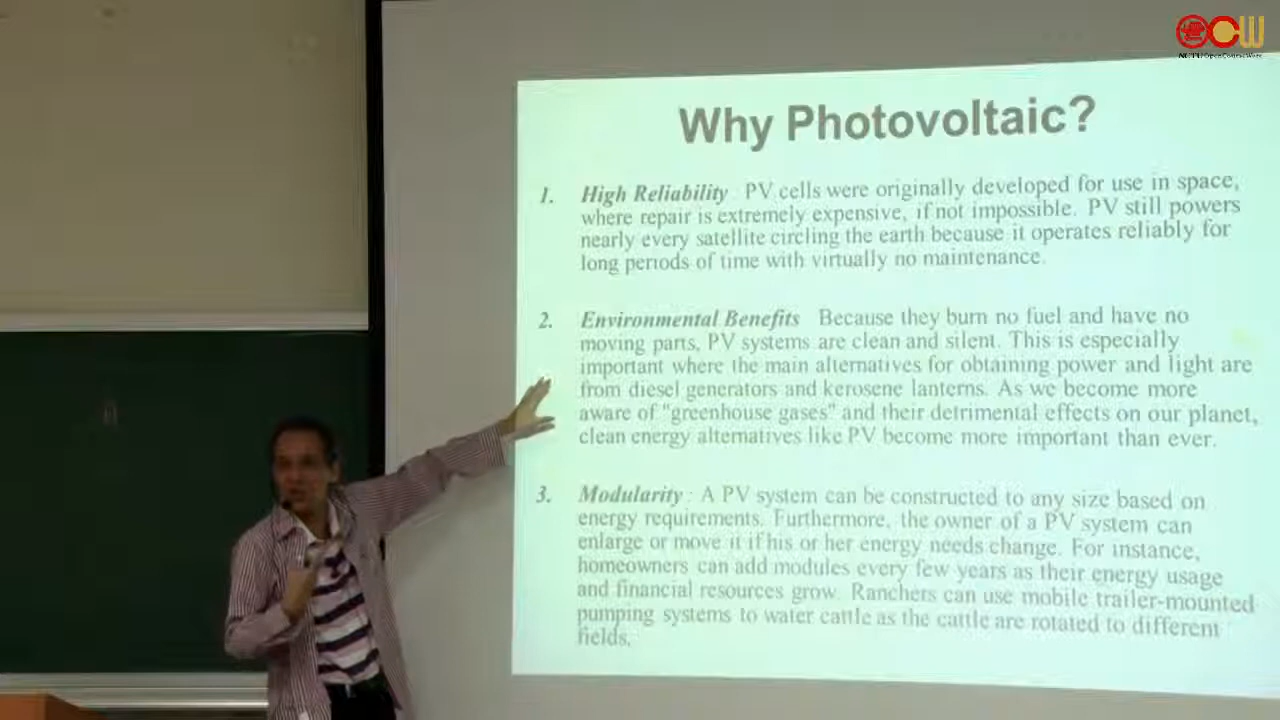 OCW
Why Photovoltaic?
1. High Reliability : PV cells were originally developed for use in space,
where repair is extremely expensive, if not impossible. PV still powers
nearly every satellite circling the earth because it operates reliably for
long periods of time with virtually no maintenance.
2. Environmental Benefits Because they burn no fuel and have no
moving parts, PV systems are clean and silent. This is especially
important where the main alternatives for obtaining power and light are
from diesel generators and kerosene lanterns. As we become more
aware of "greenhouse gases" and their detrimental effects on our planet,
clean energy alternatives like PV become more important than ever.
3. Modularity : A PV system can be constructed to any size based on
energy requirements. Furthermore, the owner of a PV system can
enlarge or move it if his or her energy needs change. For instance,
homeowners can add modules every few years as their energy usage
and financial resources grow. Ranchers can use mobile trailer-mounted
pumping systems to water cattle as the cattle are rotated to different
fields.